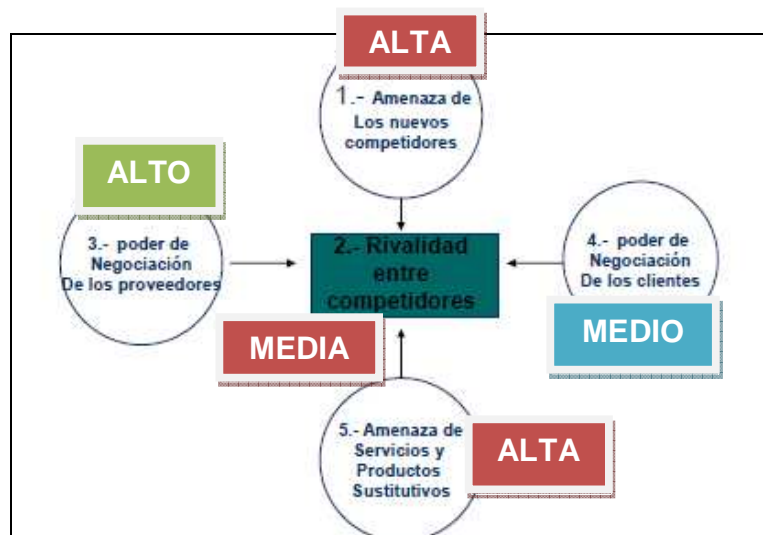 ALTA
1.- Amenaza de
Los nuevos
competidores
ALTO
3.- poder de
Negociación
De los proveedores
2.- Rivalidad
entre
competidores
4.- poder de
Negociación
De los clientes
MEDIA
MEDIO
5.- Amenaza de
Servicios y
Productos
Sustitutivos
ALTA